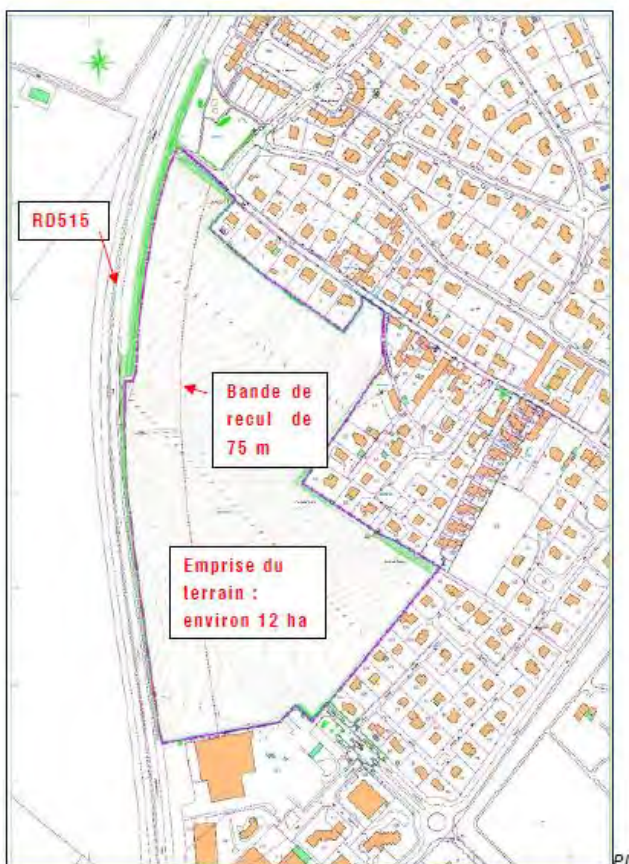 RD515
Bande de
recul de
75 m
Emprise du
terrain :
environ 12 ha